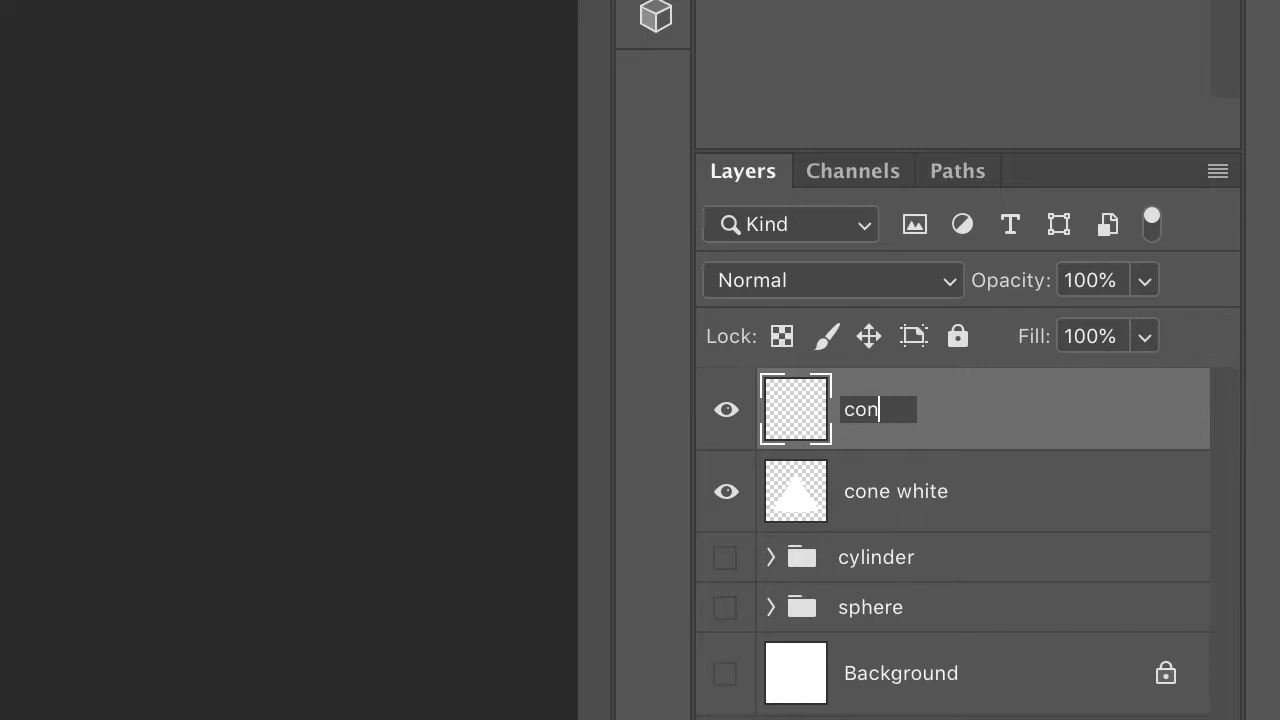 Layers Channels Paths
Kind
Normal Opacity: 100%
Lock: Fill: 100%
con
cone white
cylinder
sphere
Background